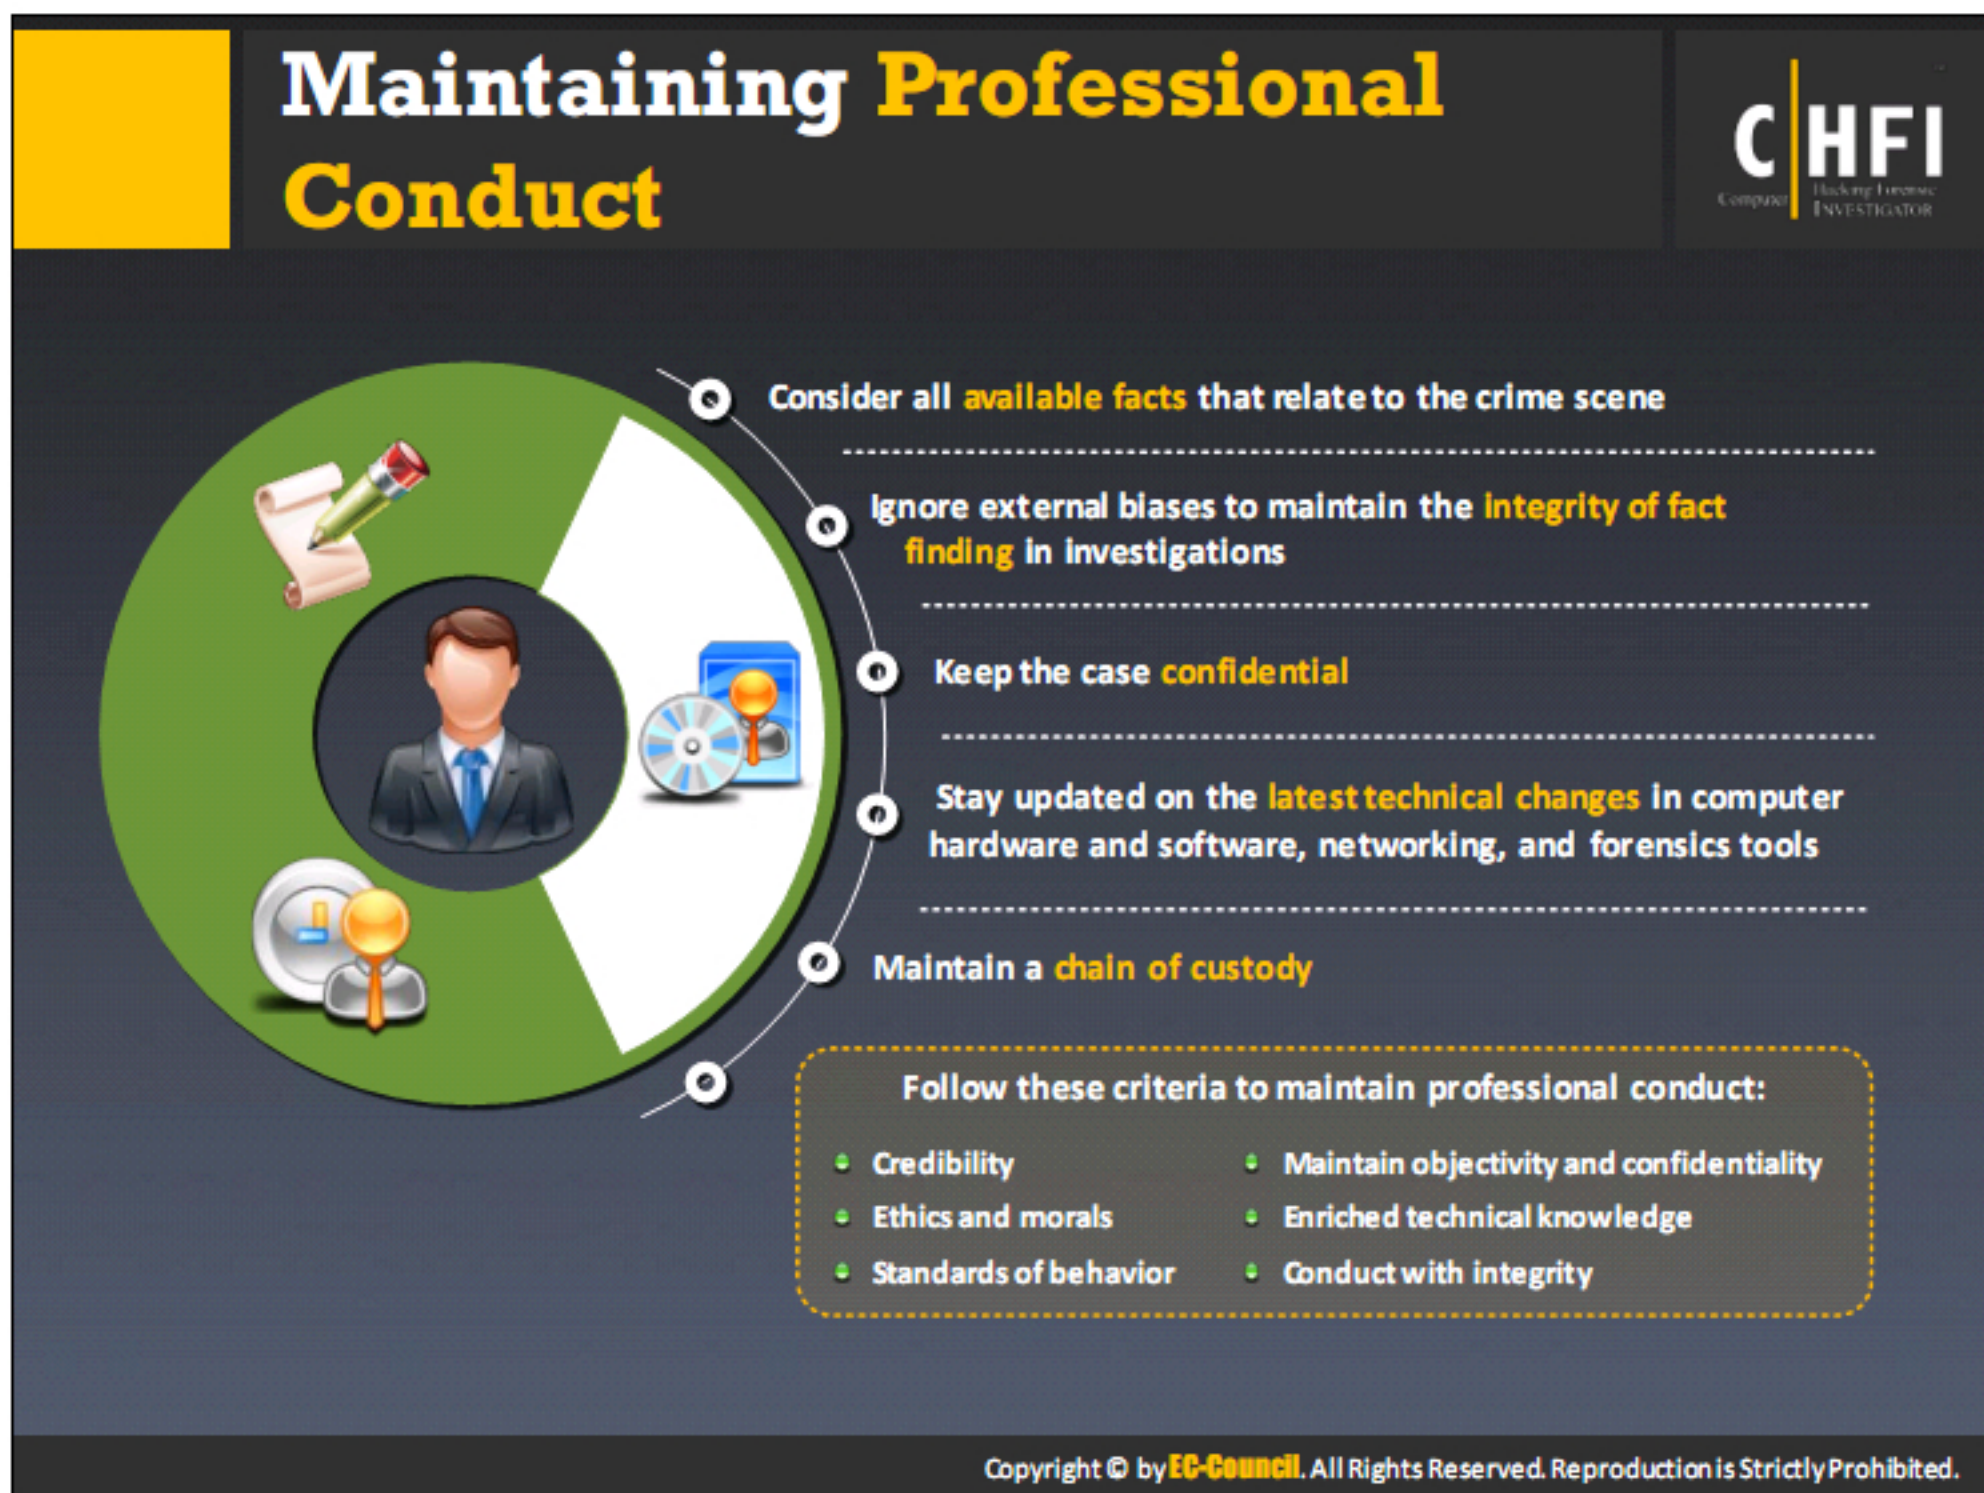 Maintaining Professional
Conduct
C HFI
Computer
Hacking Forensic
INVESTIGATOR
Consider all available facts that relate to the crime scene
Ignore external biases to maintain the integrity of fact
finding in investigations
Keep the case confidential
Stay updated on the latest technical changes in computer
hardware and software, networking, and forensics tools
Maintain a chain of custody
Follow these criteria to maintain professional conduct:
Credibility
Ethics and morals
Standards of behavior
Maintain objectivity and confidentiality
Enriched technical knowledge
Conduct with integrity
Copyright © by EC-Council. All Rights Reserved. Reproduction is Strictly Prohibited.